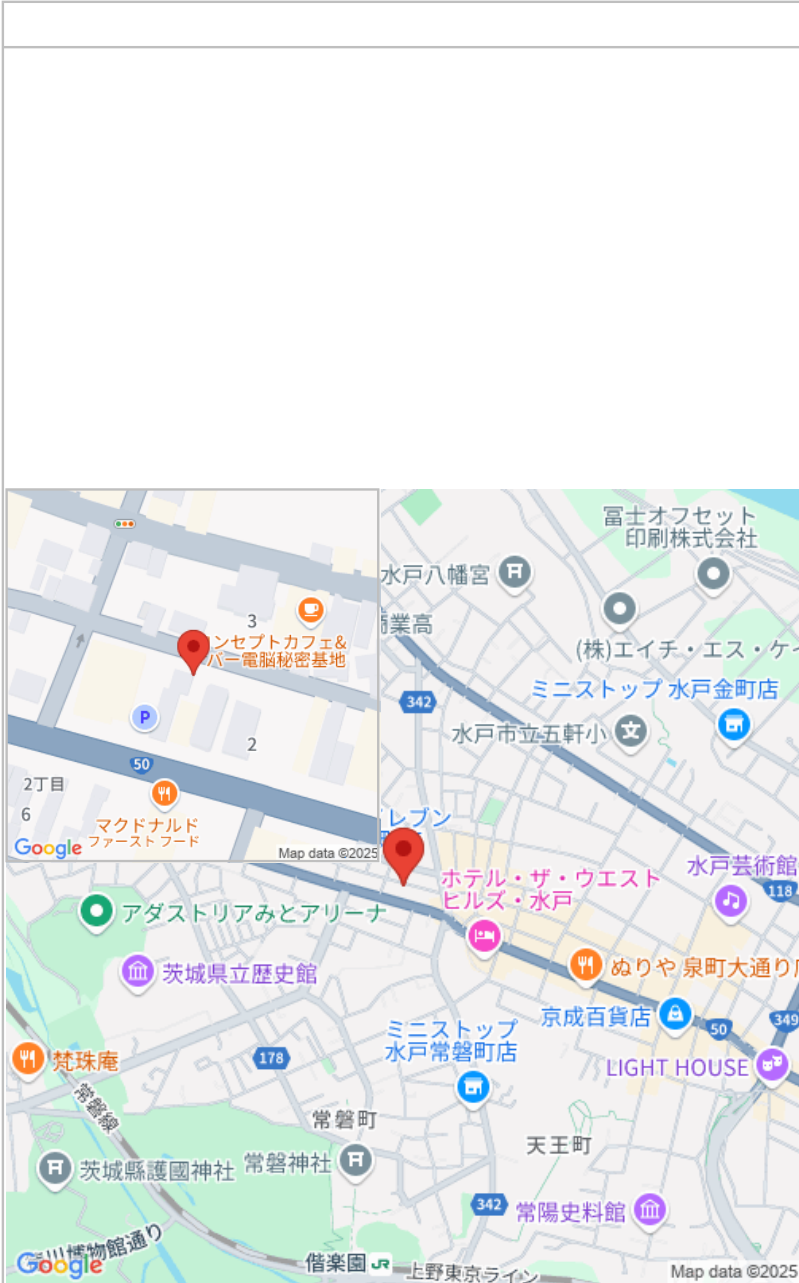 3
ンセプトカフェ&
バー電脳秘密基地
P
2
50
2丁目
6
マクドナルド
ファースト フード
Google
Map data ©2025
冨士オフセット
印刷株式会社
水戸八幡宮
商業高
(株)エイチ・エス・ケイ
342
ミニストップ 水戸金町店
水戸市立五軒小
文
レブン
ホテル・ザ・ウエスト
ヒルズ・水戸
水戸芸術館
118
アダストリアみとアリーナ
茨城県立歴史館
ぬりや 泉町大通り店
京成百貨店
50
349
ミニストップ
水戸常磐町店
LIGHT HOUSE
178
梵珠庵
常磐線
常磐町
天王町
茨城縣護國神社
常磐神社
342
常陽史料館
川博物館通り
偕楽園
JR
上野東京ライン
Google
Map data ©2025